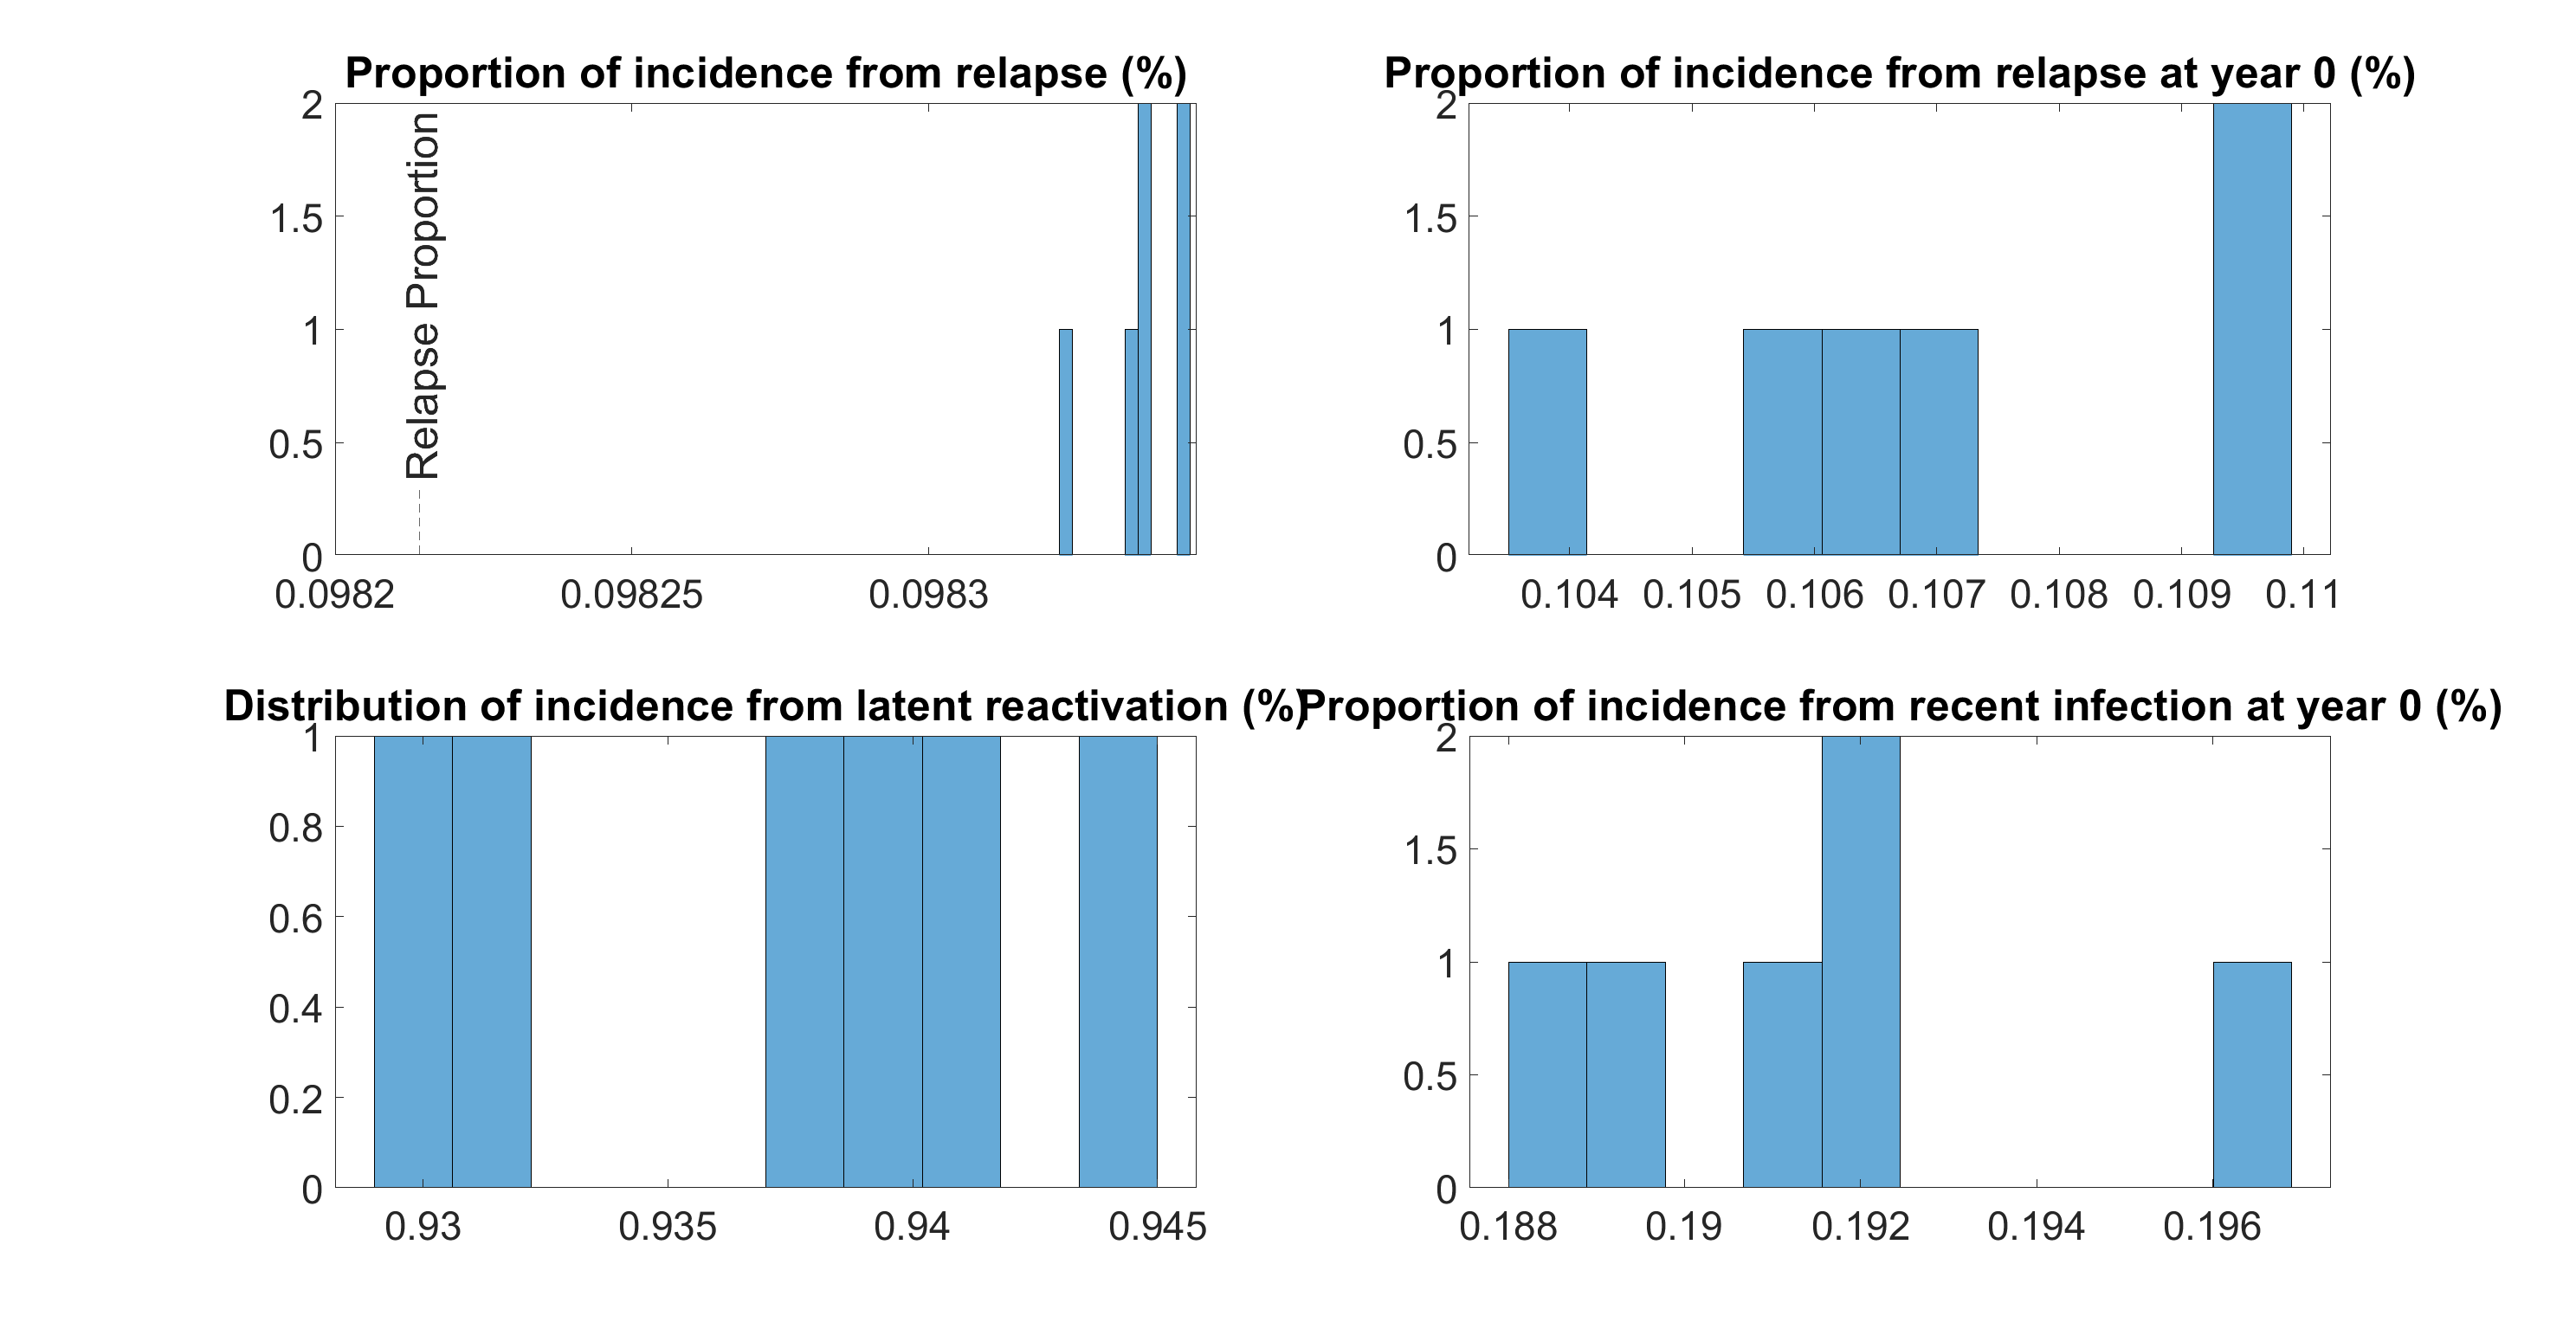 Proportion of incidence from relapse (%)
2
1.5
1
0.5
0
Relapse Proportion
0.0982 0.09825 0.0983
Proportion of incidence from relapse at year 0 (%)
2
1.5
1
0.5
0
0.104 0.105 0.106 0.107 0.108 0.109 0.11
Distribution of incidence from latent reactivation (%)
1
0.8
0.6
0.4
0.2
0
0.93 0.935 0.94 0.945
Proportion of incidence from recent infection at year 0 (%)
2
1.5
1
0.5
0
0.188 0.19 0.192 0.194 0.196